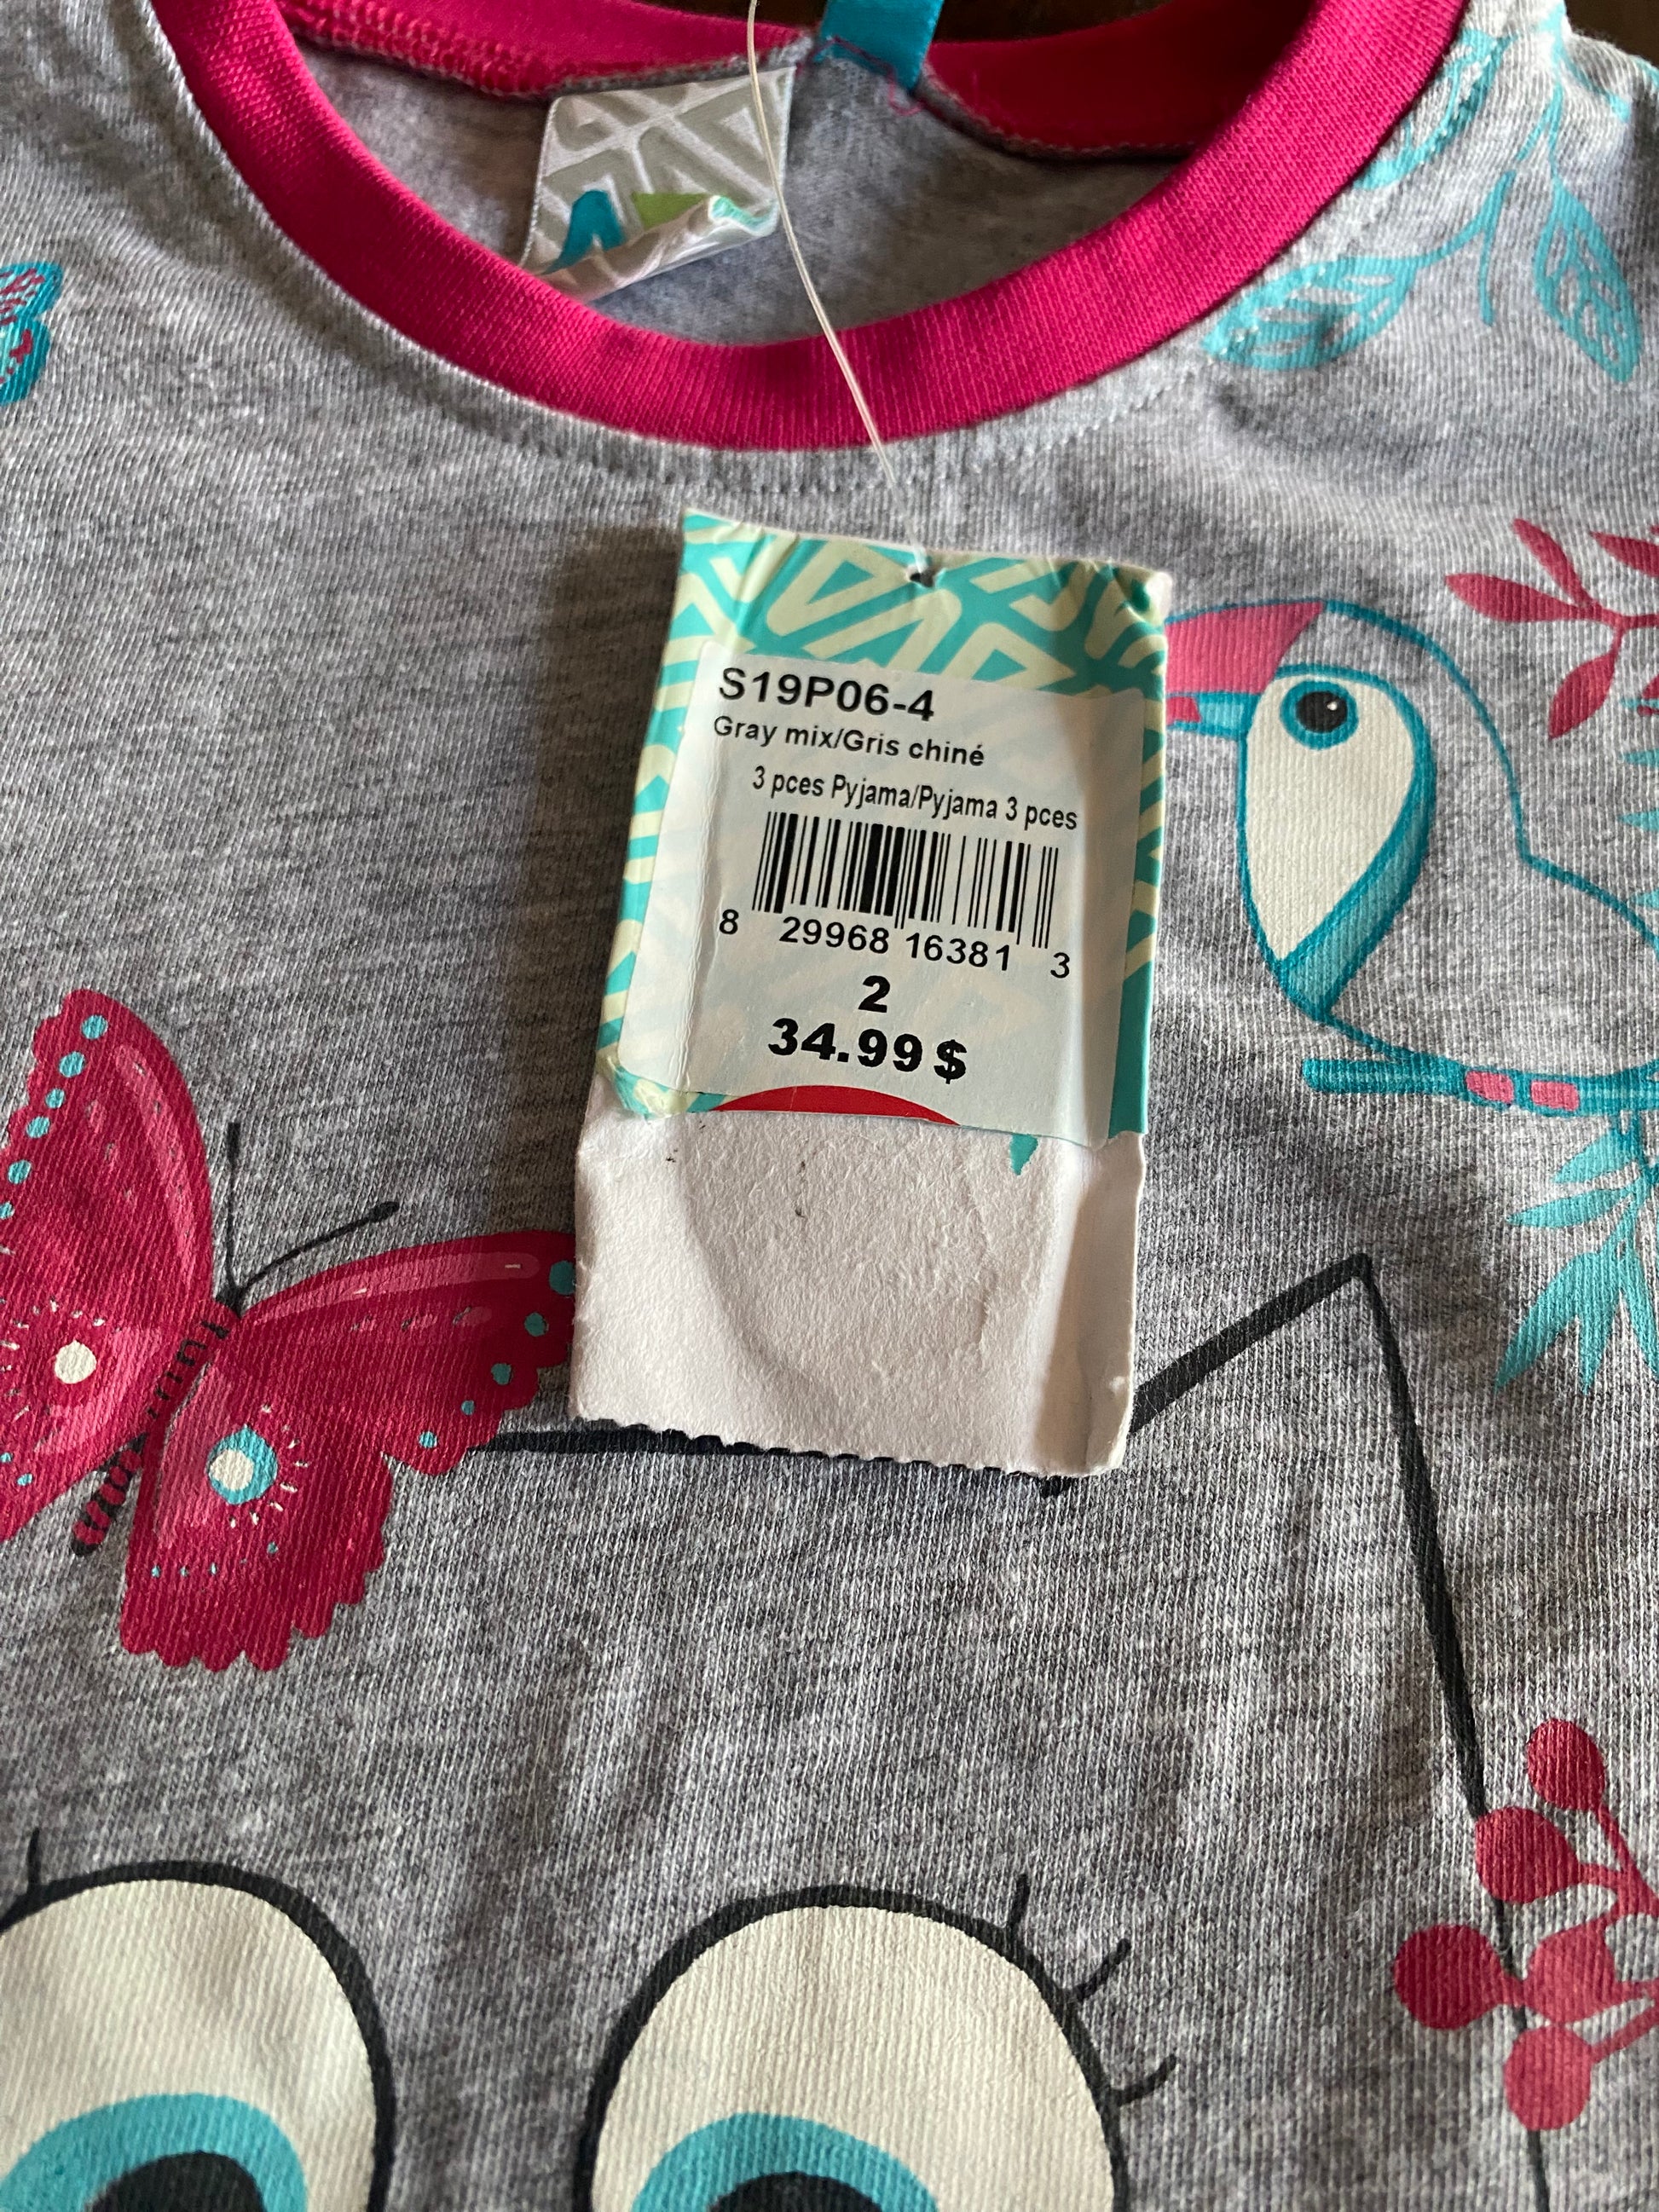 S19P06-4
Gray mix/Gris chiné
3 pces Pyjama/Pyjama 3 pces
8 29968 16381 3
2
34.99$